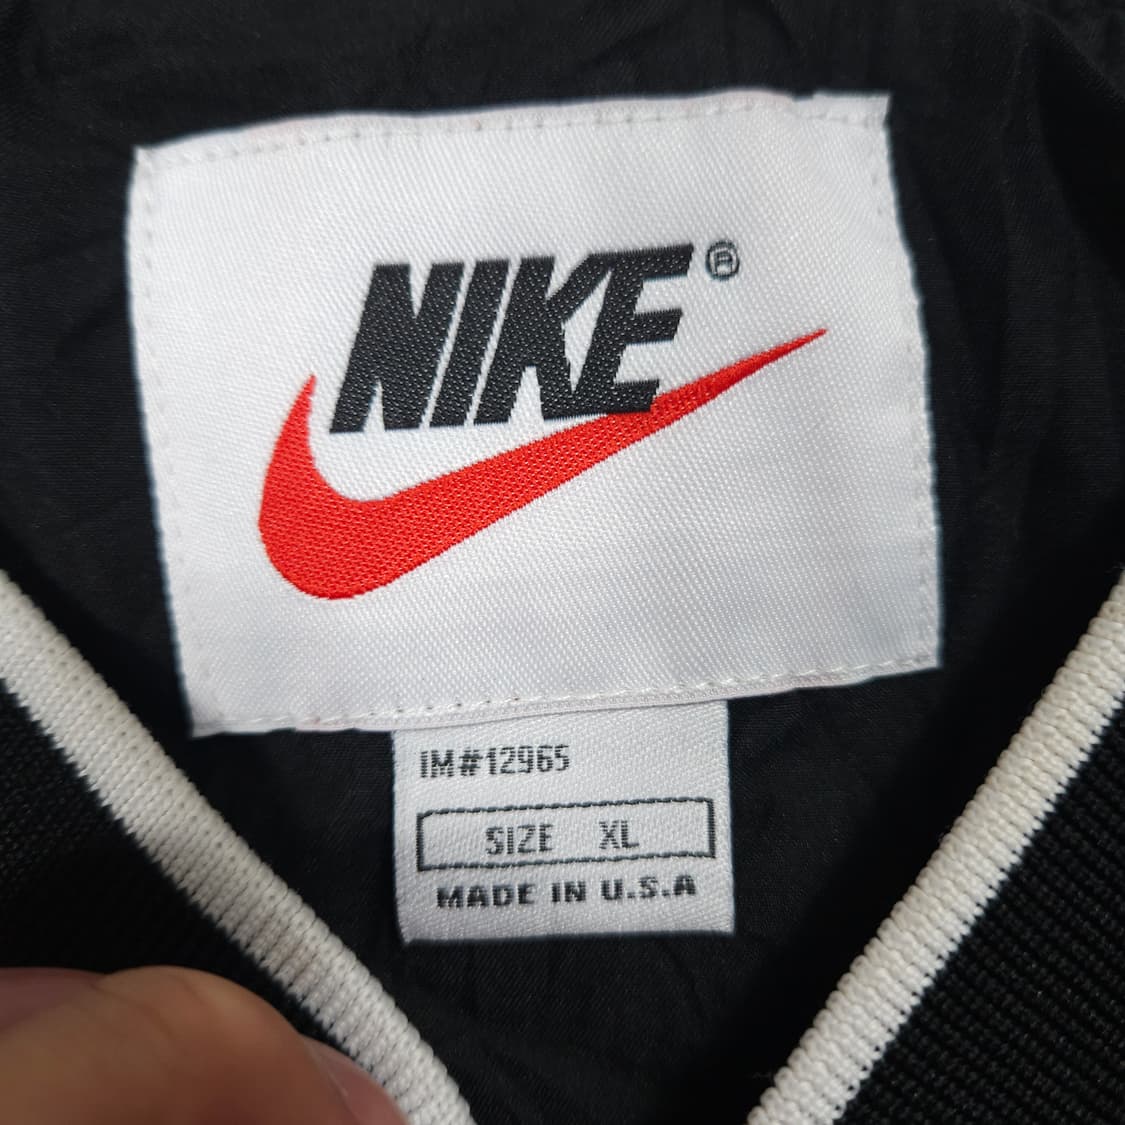 NIKE®
IM#12965
SIZE XL
MADE IN U.S.A